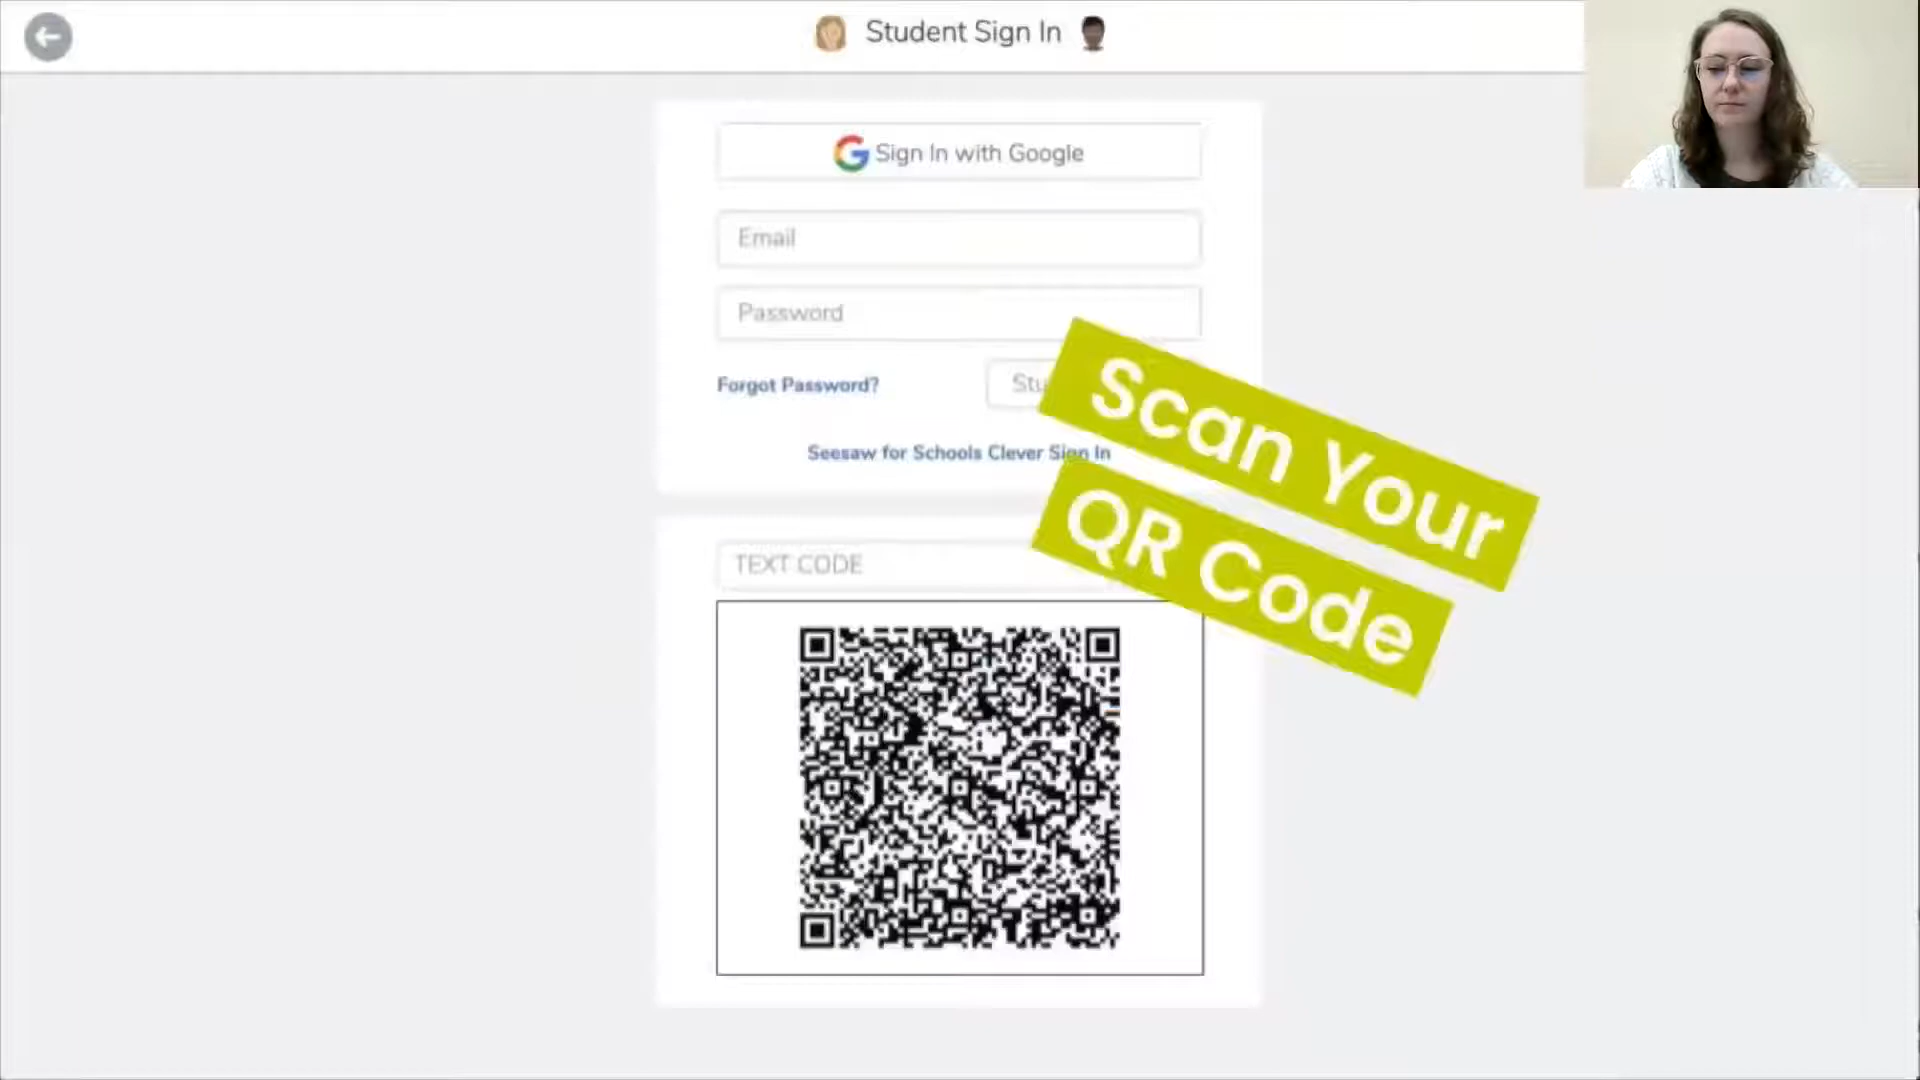 Student Sign In
Sign In with Google
Email
Password
Forgot Password?
Stu
Seesaw for Schools Clever Sign In
Scan Your
QR Code
TEXT CODE